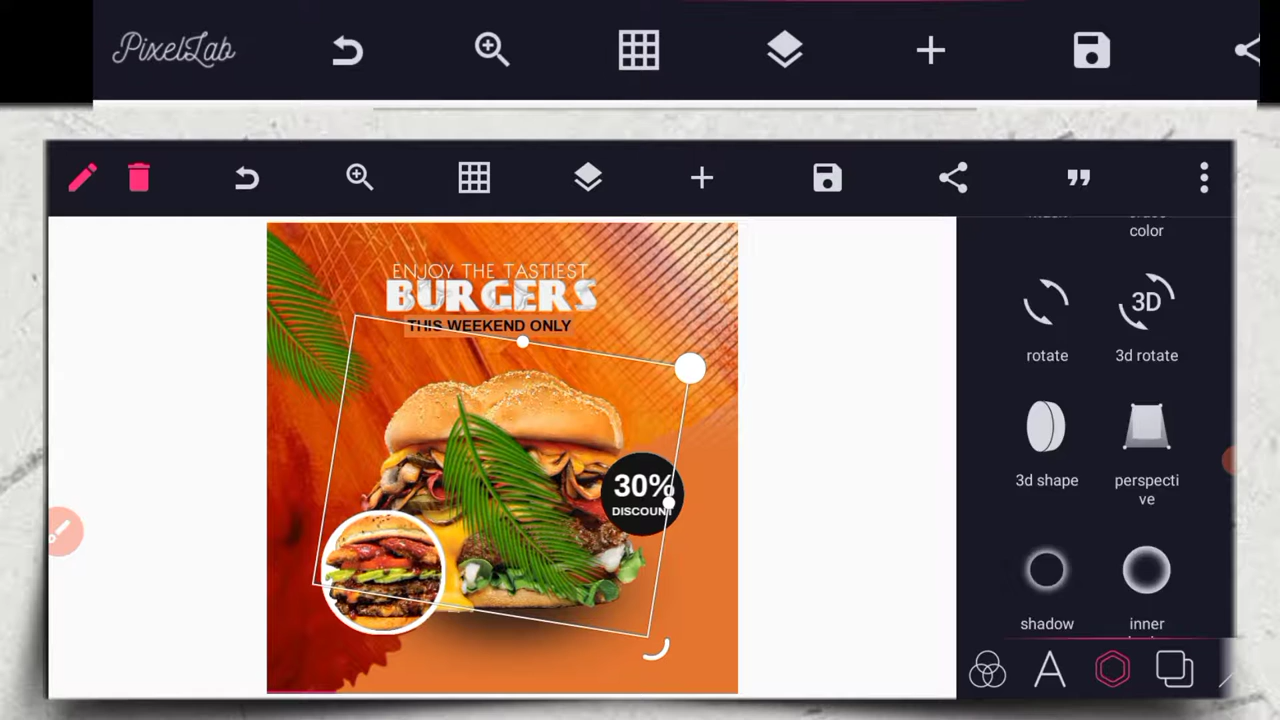 PixelLab
color
ENJOY THE TASTIEST
BURGERS
THIS WEEKEND ONLY
30%
DISCOUNT
rotate
3d rotate
3D
3d shape
perspecti
ve
shadow
inner